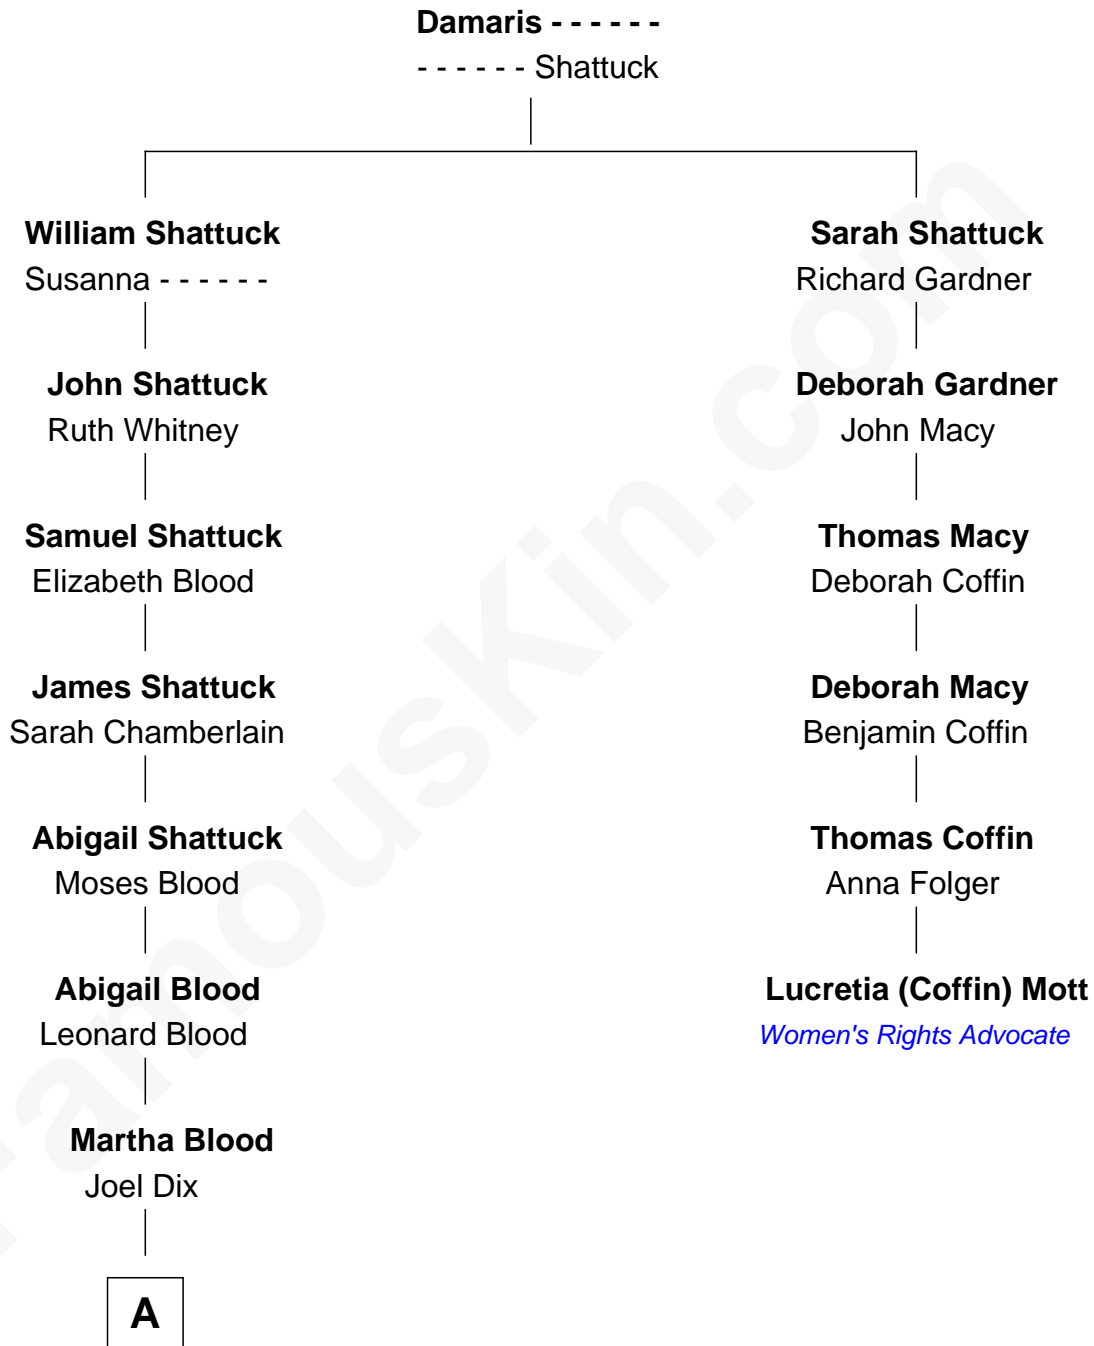 Damaris - - - - - -
- - - - - - Shattuck
William Shattuck
Susanna - - - - - -
Sarah Shattuck
Richard Gardner
John Shattuck
Ruth Whitney
Deborah Gardner
John Macy
Samuel Shattuck
Elizabeth Blood
Thomas Macy
Deborah Coffin
James Shattuck
Sarah Chamberlain
Deborah Macy
Benjamin Coffin
Abigail Shattuck
Moses Blood
Thomas Coffin
Anna Folger
Abigail Blood
Leonard Blood
Lucretia (Coffin) Mott
Women's Rights Advocate
Martha Blood
Joel Dix
A
FamousKin.com